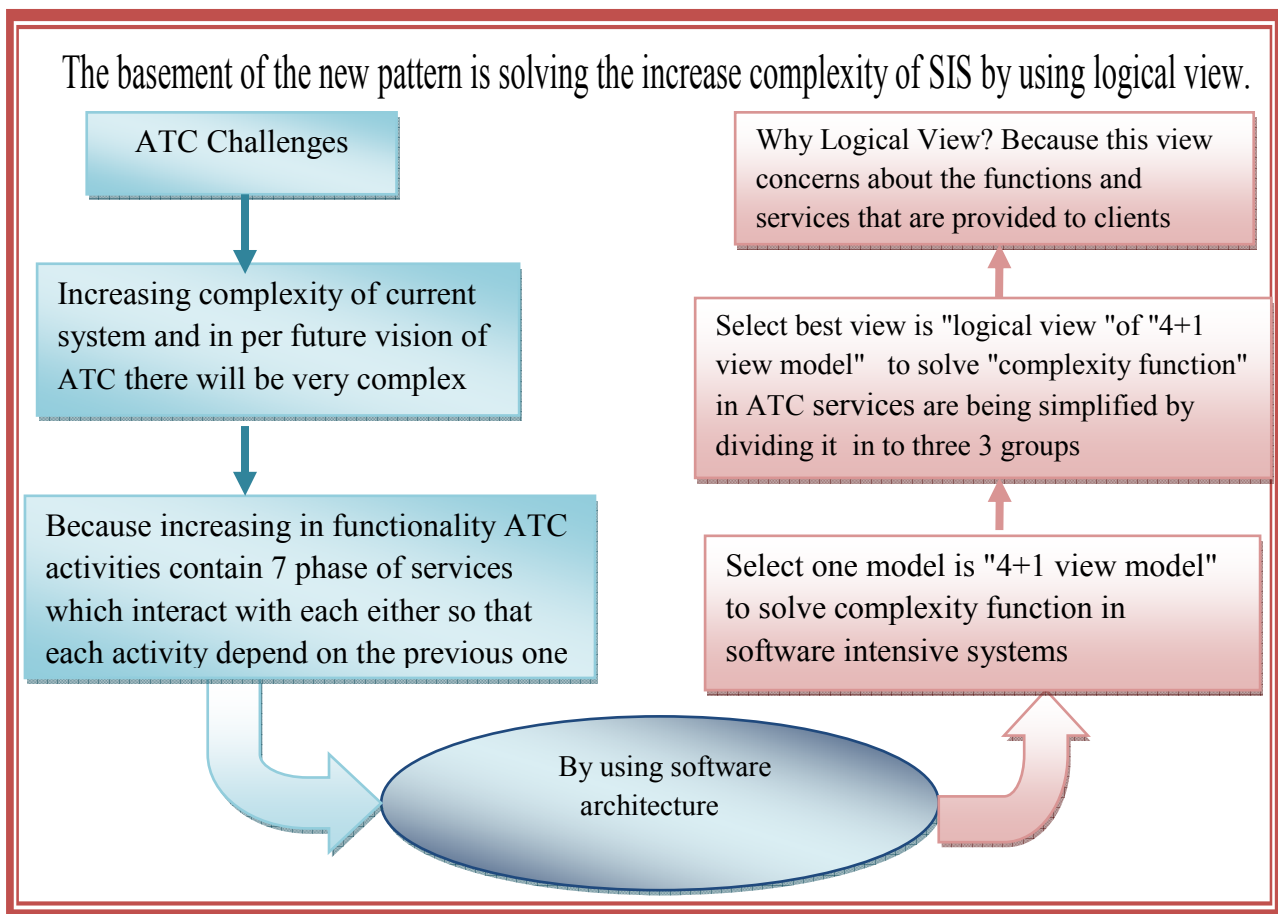 The basement of the new pattern is solving the increase complexity of SIS by using logical view.
ATC Challenges
Increasing complexity of current
system and in per future vision of
ATC there will be very complex
Because increasing in functionality ATC
activities contain 7 phase of services
which interact with each either so that
each activity depend on the previous one
By using software
architecture
Select one model is "4+1 view model"
to solve complexity function in
software intensive systems
Select best view is "logical view "of "4+1
view model"   to solve "complexity function"
in ATC services are being simplified by
dividing it  in to three 3 groups
Why Logical View? Because this view
concerns about the functions and
services that are provided to clients